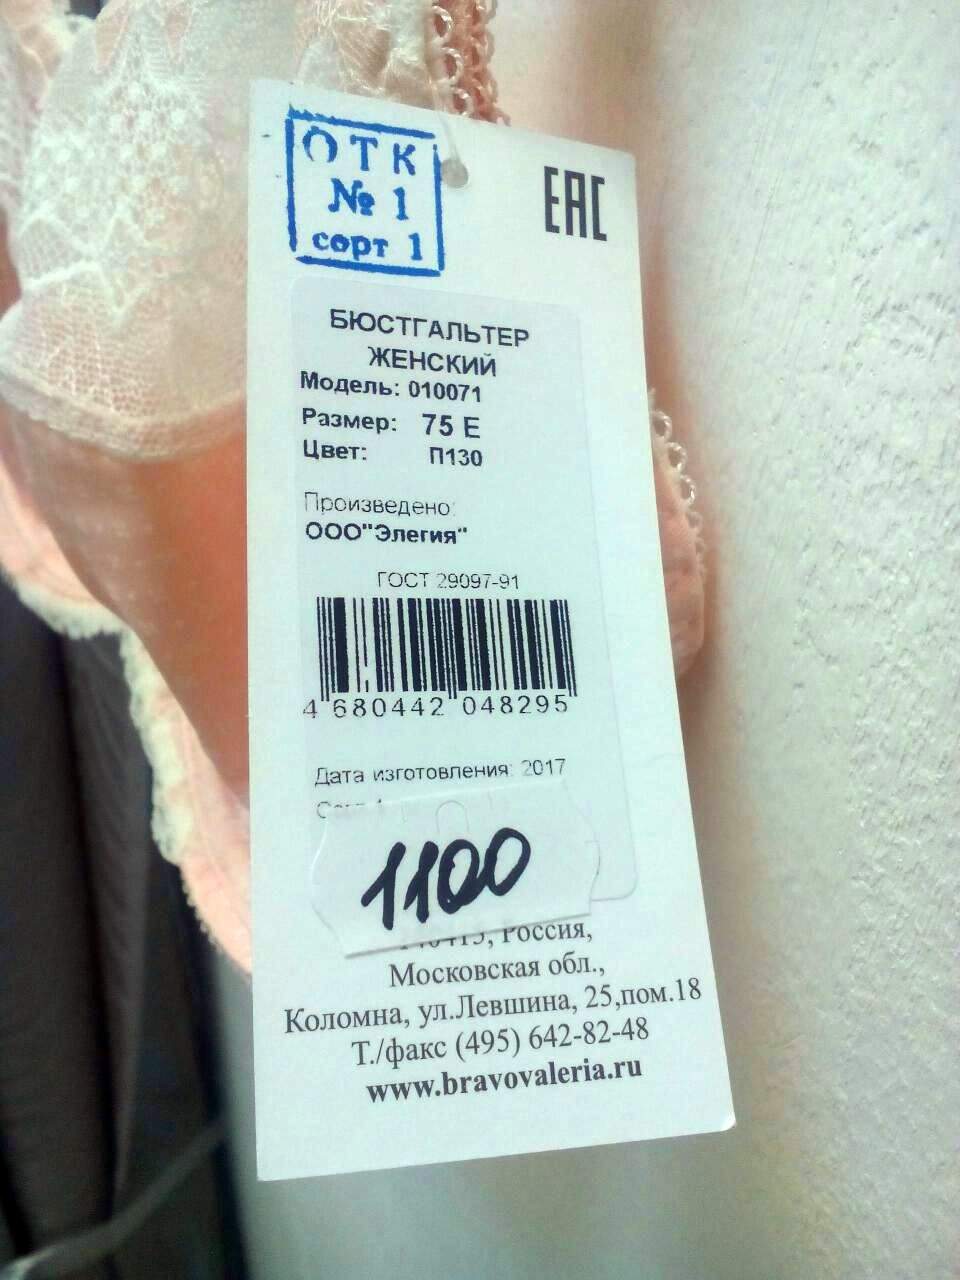 ОТК
№ 1
сорт 1
EAC
БЮСТГАЛЬТЕР
ЖЕНСКИЙ
Модель: 010071
Размер: 75 E
Цвет: П130
Произведено:
ООО"Элегия"
ГОСТ 29097-91
4 680442 048295
Дата изготовления: 2017
1100
Россия,
Московская обл.,
Коломна, ул.Левшина, 25,пом.18
Т./факс (495) 642-82-48
www.bravovaleria.ru